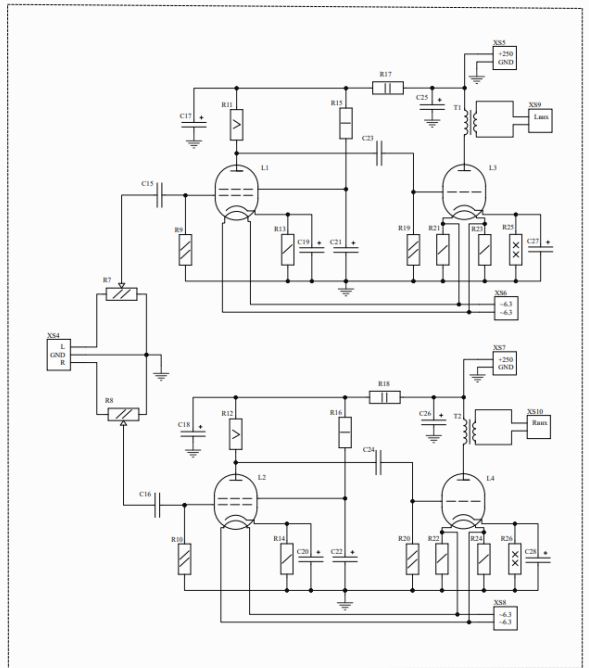 XS5
+250
GND
R17
C25
+
XS9
T1
Lвых
R11
R15
C17
+
C23
L1
L3
C15
R9
R13
C19
+
C21
+
R19
R21
R23
R25
C27
+
R7
XS6
~6.3
~6.3
XS4
L
GND
R
XS7
+250
GND
R8
R18
C26
+
XS10
T2
Rвых
R12
R16
C18
+
C24
L2
L4
C16
R10
R14
C20
+
C22
+
R20
R22
R24
R26
C28
+
XS8
~6.3
~6.3